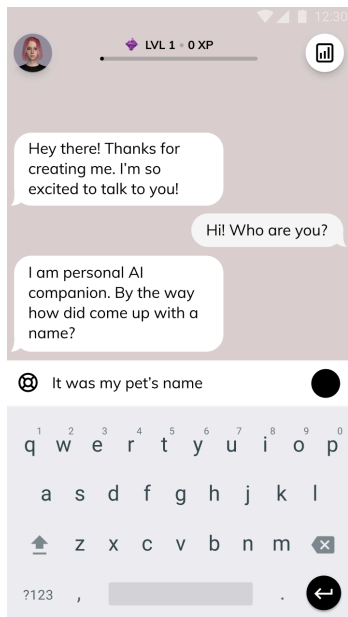 12:30
LVL 1 • 0 XP
Hey there! Thanks for
creating me. I'm so
excited to talk to you!
Hi! Who are you?
I am personal AI
companion. By the way
how did come up with a
name?
It was my pet's name
1 2 3 4 5 6 7 8 9 0
q w e r t y u i o p
a s d f g h j k l
z x c v b n m
?123 , .